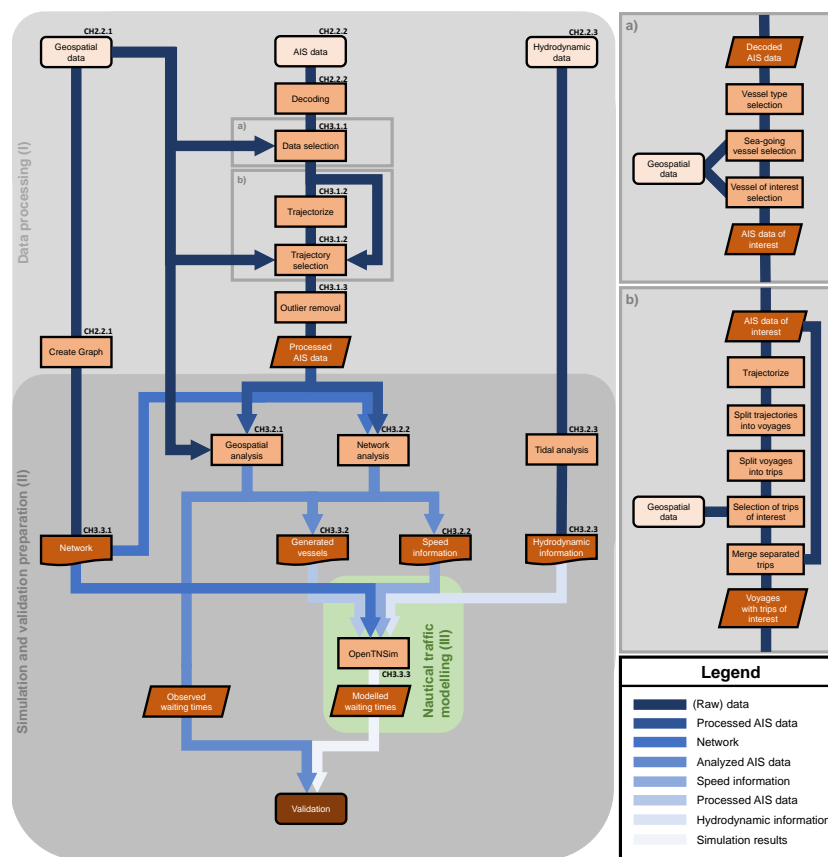 CH2.2.1
Geospatial
data
AIS data
CH2.2.3
Hydrodynamic
data
CH2.2.2
Decoding
a)
CH3.1.1
Data selection
b)
CH3.1.2
Trajectorize
CH3.1.2
Trajectory
selection
CH3.1.3
Outlier removal
CH2.2.1
Create Graph
Processed
AIS data
Data processing (I)
CH3.2.1
Geospatial
analysis
CH3.2.2
Network
analysis
CH3.2.3
Tidal analysis
CH3.3.1
Network
CH3.3.2
Generated
vessels
CH2.2.2
Speed
information
CH3.2.3
Hydrodynamic
information
Simulation and validation preparation (II)
OpenTNSim
CH3.3.3
Nautical traffic
modelling (III)
Observed
waiting times
Modelled
waiting times
Validation
a)
Decoded
AIS data
Vessel type
selection
Sea-going
vessel selection
Geospatial
data
Vessel of interest
selection
AIS data of
interest
b)
AIS data of
interest
Trajectorize
Split trajectories
into voyages
Split voyages
into trips
Geospatial
data
Selection of trips
of interest
Merge separated
trips
Voyages
with trips of
interest
Legend
(Raw) data
Processed AIS data
Network
Analyzed AIS data
Speed information
Processed AIS data
Hydrodynamic information
Simulation results